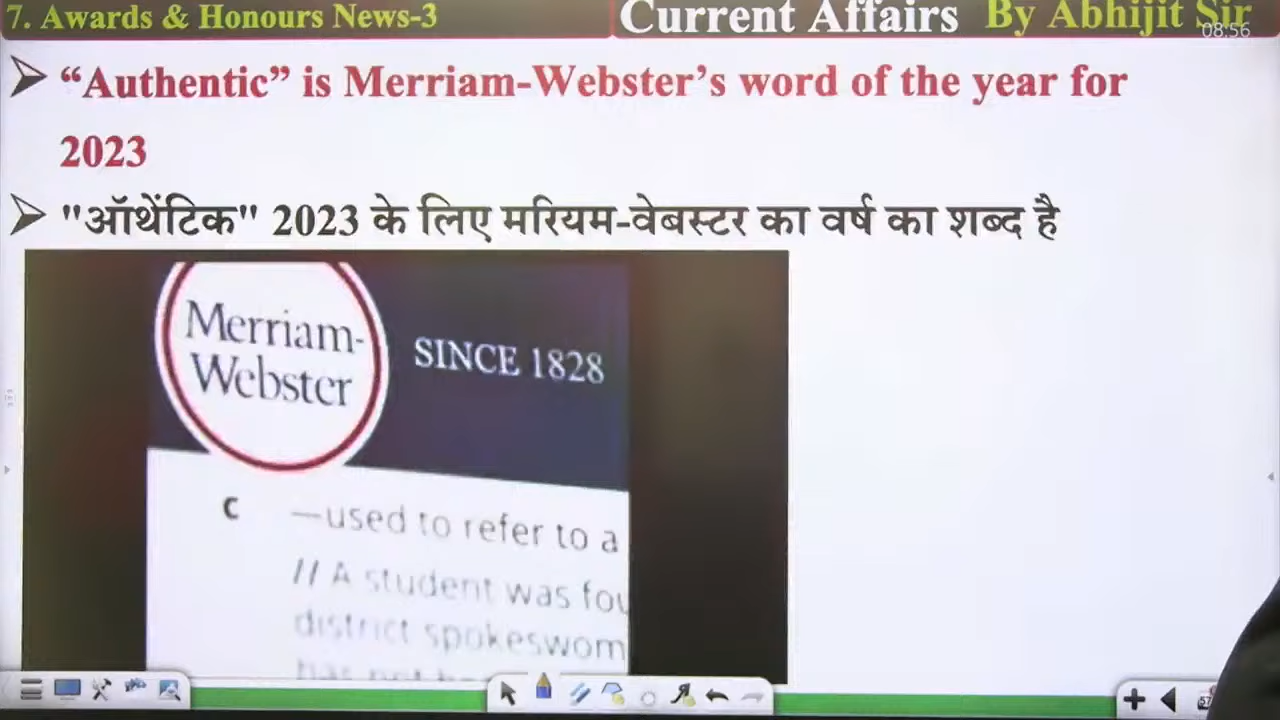 7. Awards & Honours News-3
Current Affairs By Abhijit Sir
08:56
“Authentic” is Merriam-Webster’s word of the year for
2023
"ऑथेंटिक" 2023 के लिए मरियम-वेबस्टर का वर्ष का शब्द है
Merriam-
Webster
SINCE 1828
c —used to refer to a
// A student was fou
district spokeswom
has not